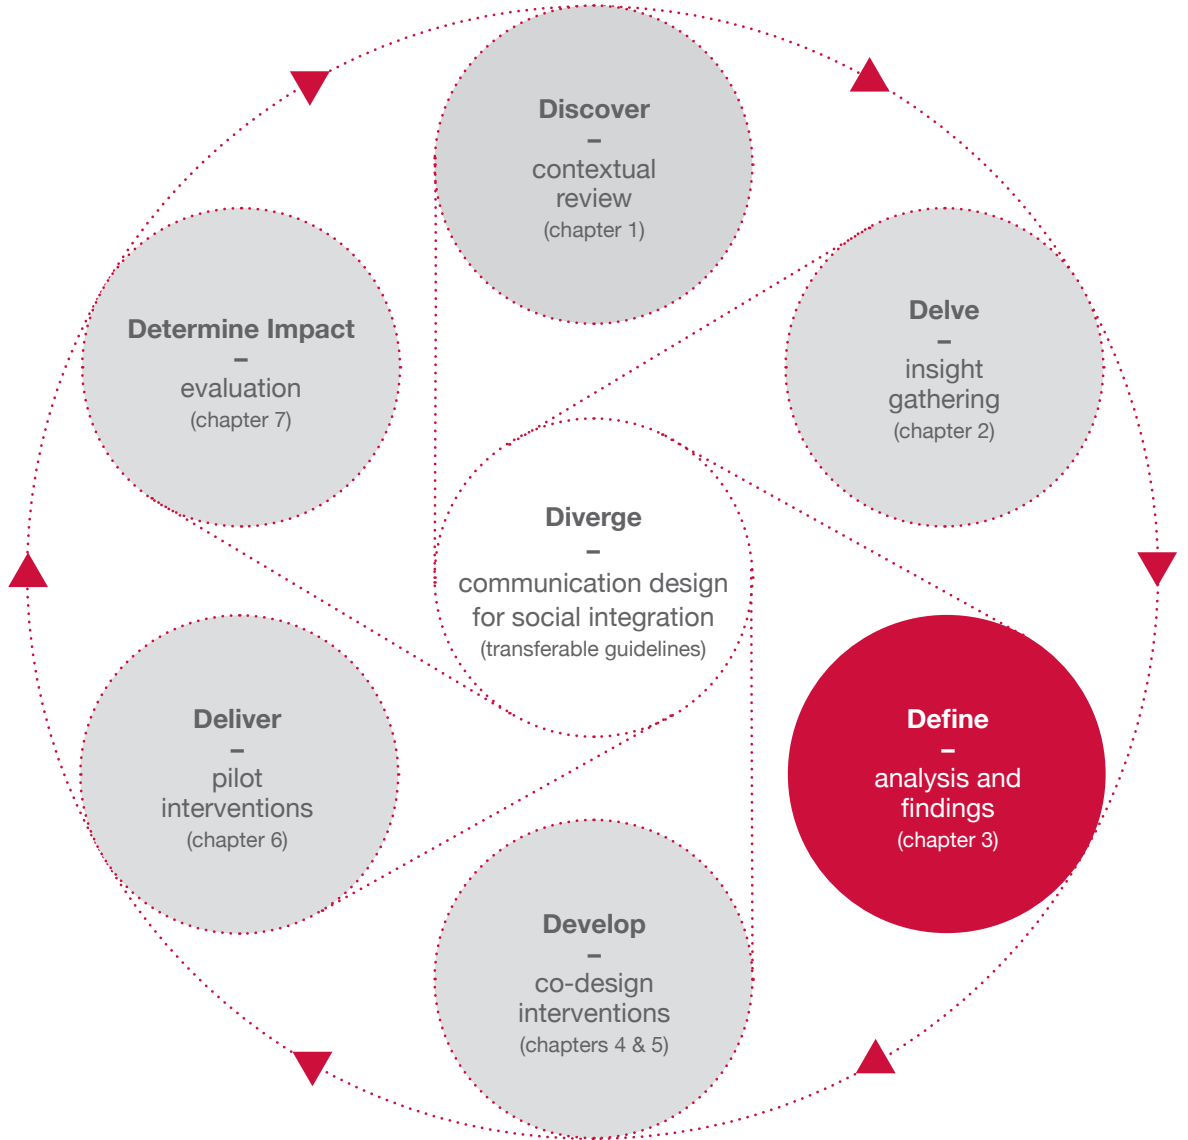 Discover
–
contextual
review
(chapter 1)
Delve
–
insight
gathering
(chapter 2)
Define
–
analysis and
findings
(chapter 3)
Develop
–
co-design
interventions
(chapters 4 & 5)
Deliver
–
pilot
interventions
(chapter 6)
Determine Impact
–
evaluation
(chapter 7)
Diverge
–
communication design
for social integration
(transferable guidelines)